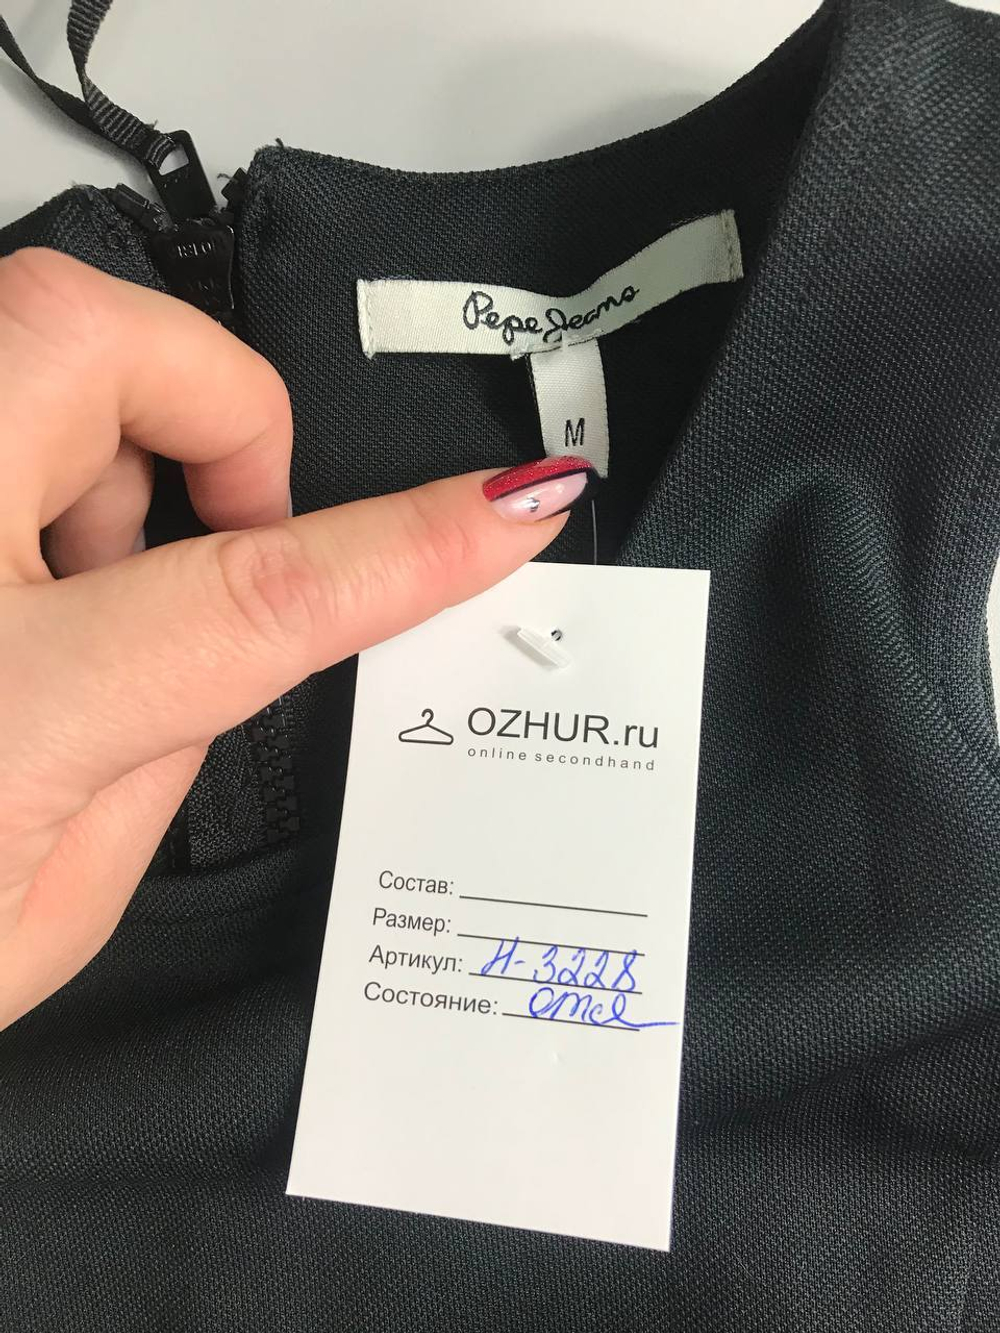 Pepe Jeans
M
OZHUR.ru
online secondhand
Состав:
Размер:
Артикул: Н-3228
Состояние: отл